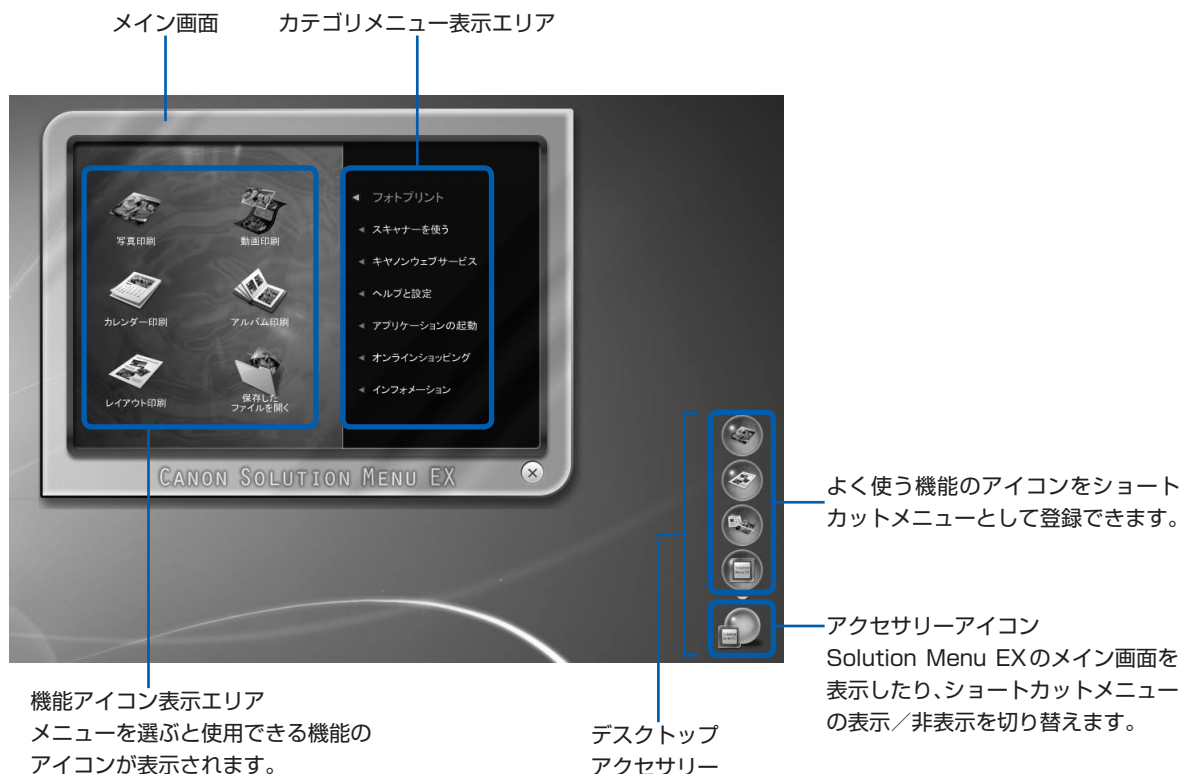 メイン画面
カテゴリメニュー表示エリア
写真印刷
動画印刷
カレンダー印刷
アルバム印刷
レイアウト印刷
保存した
ファイルを開く
フォトプリント
スキャナーを使う
キヤノンウェブサービス
ヘルプと設定
アプリケーションの起動
オンラインショッピング
インフォメーション
CANON SOLUTION MENU EX
よく使う機能のアイコンをショート
カットメニューとして登録できます。
アクセサリーアイコン
Solution Menu EXのメイン画面を
表示したり、ショートカットメニュー
の表示／非表示を切り替えます。
機能アイコン表示エリア
メニューを選ぶと使用できる機能の
アイコンが表示されます。
デスクトップ
アクセサリー